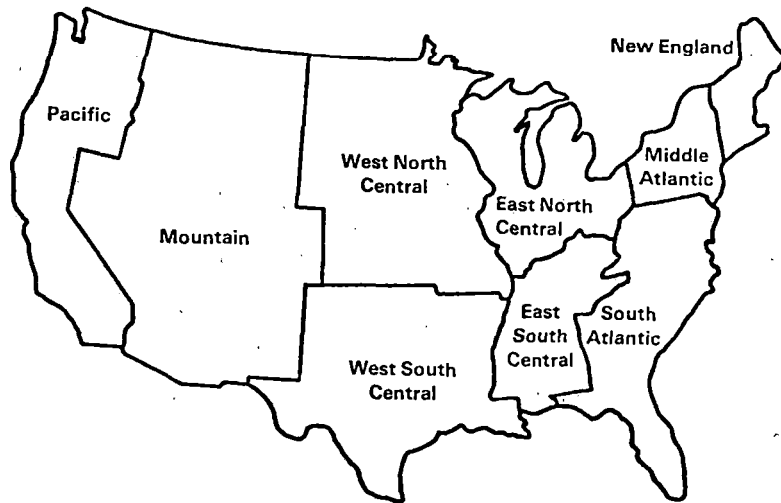 New England
Pacific
West North
Central
Middle
Atlantic
East North
Central
Mountain
East
South
Central
South
Atlantic
West South
Central